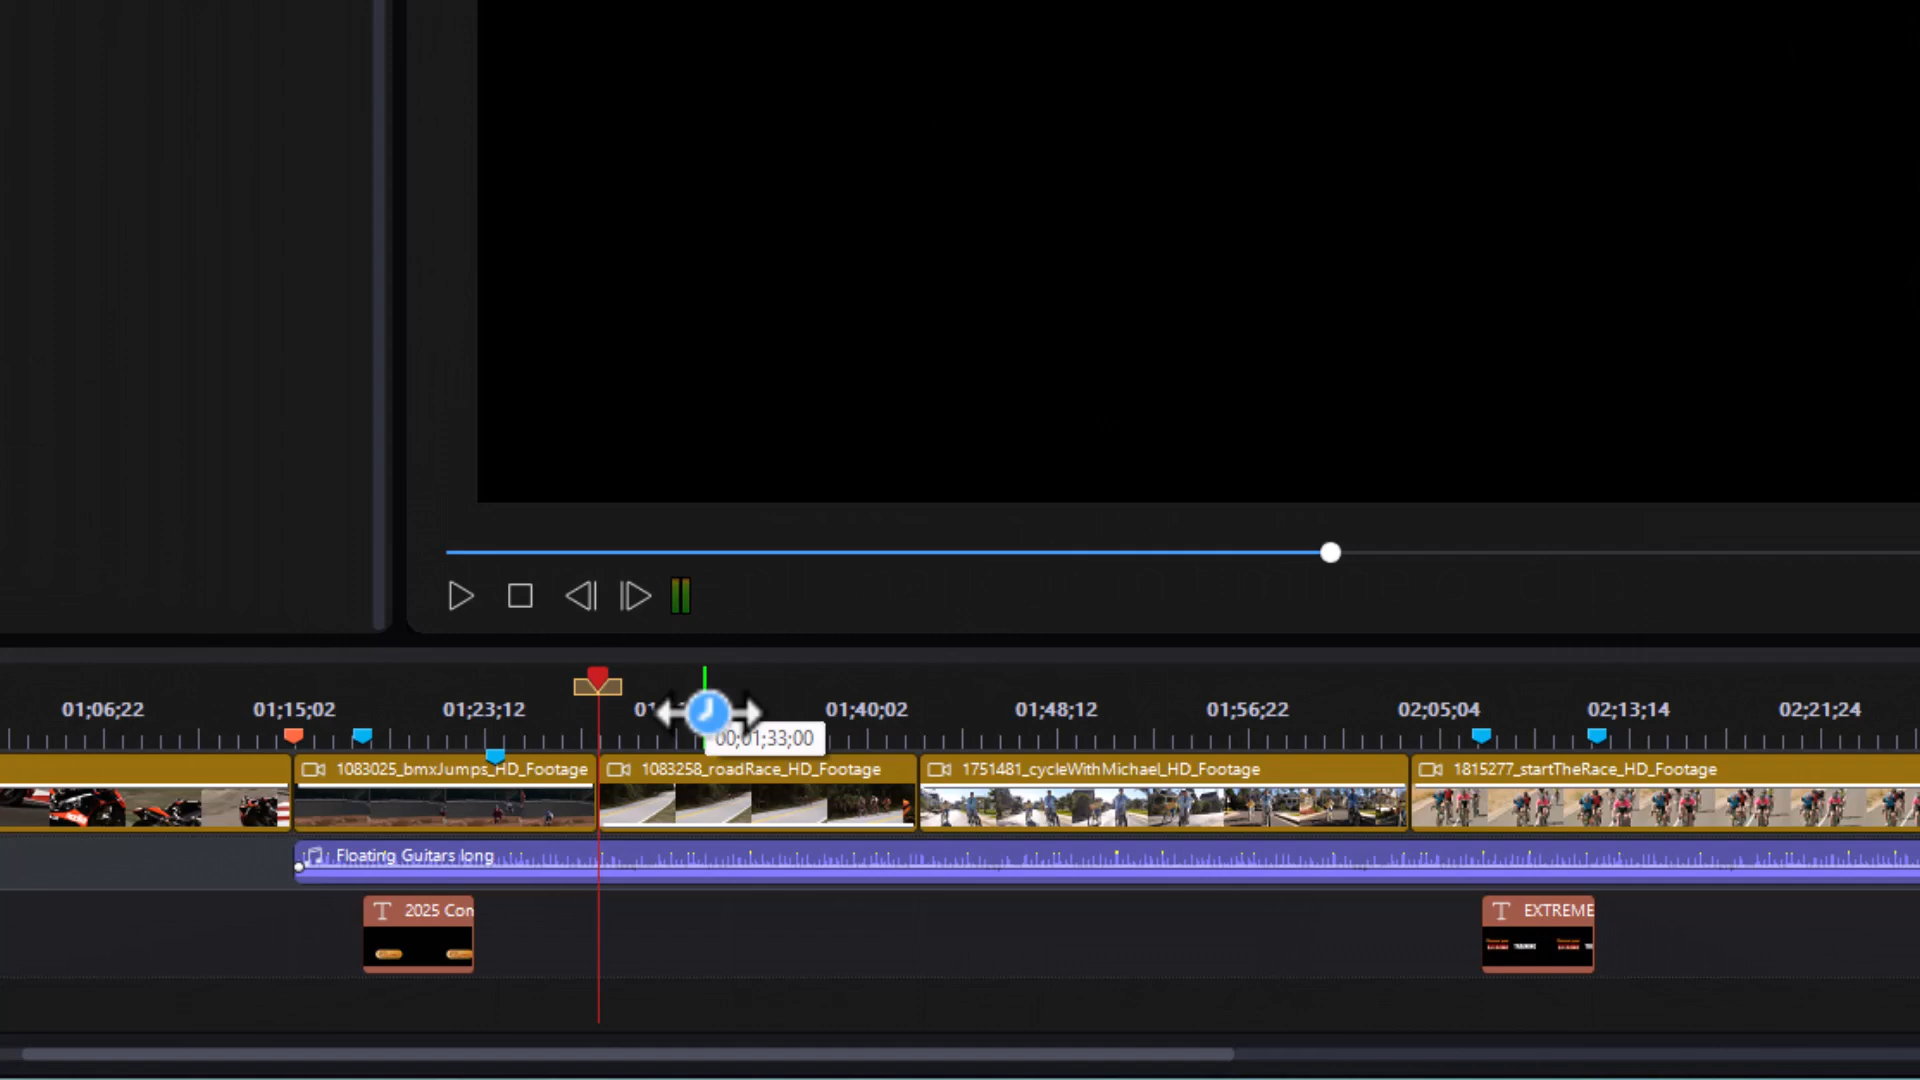 01;06;22 01;15;02 01;23;12 01;40;02 01;48;12 01;56;22 02;05;04 02;13;14 02;21;24
00;01;33;00
1083025_bmxJumps_HD_Footage 1083258_roadRace_HD_Footage 1751481_cycleWithMichael_HD_Footage 1815277_startTheRace_HD_Footage
Floating Guitars long
2025 Con EXTREME
TRAINING